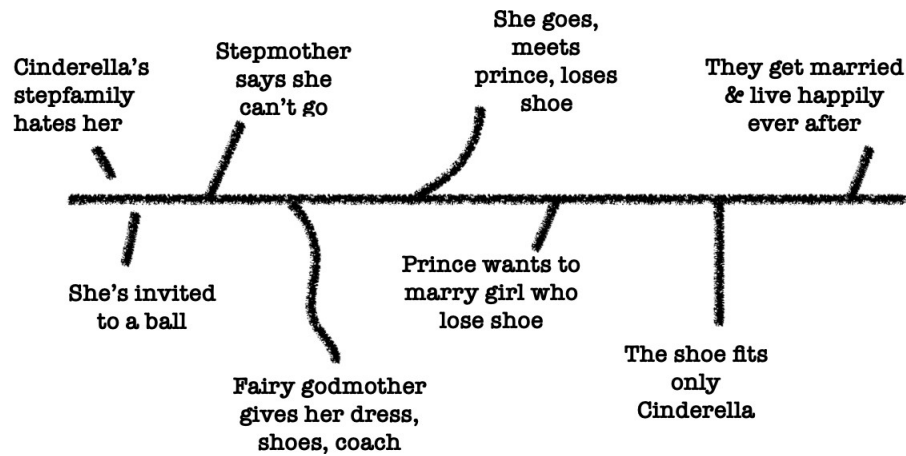 Cinderella's
stepfamily
hates her
She's invited
to a ball
Stepmother
says she
can't go
Fairy godmother
gives her dress,
shoes, coach
She goes,
meets
prince, loses
shoe
Prince wants to
marry girl who
lose shoe
The shoe fits
only
Cinderella
They get married
& live happily
ever after